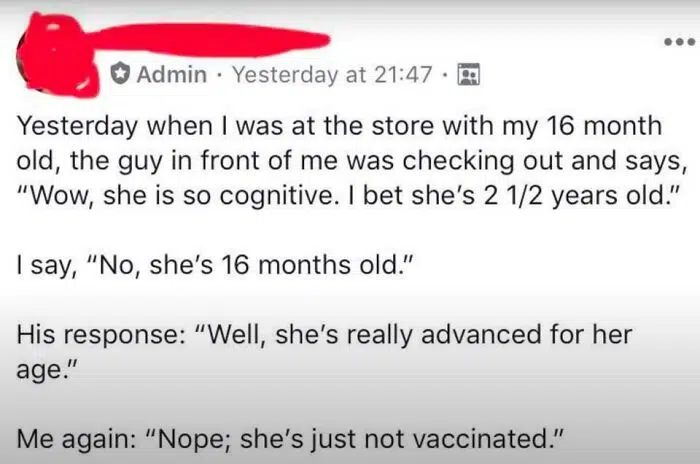 Admin · Yesterday at 21:47 ·
Yesterday when I was at the store with my 16 month
old, the guy in front of me was checking out and says,
“Wow, she is so cognitive. I bet she’s 2 1/2 years old.”
I say, “No, she’s 16 months old.”
His response: “Well, she’s really advanced for her
age.”
Me again: “Nope; she’s just not vaccinated.”